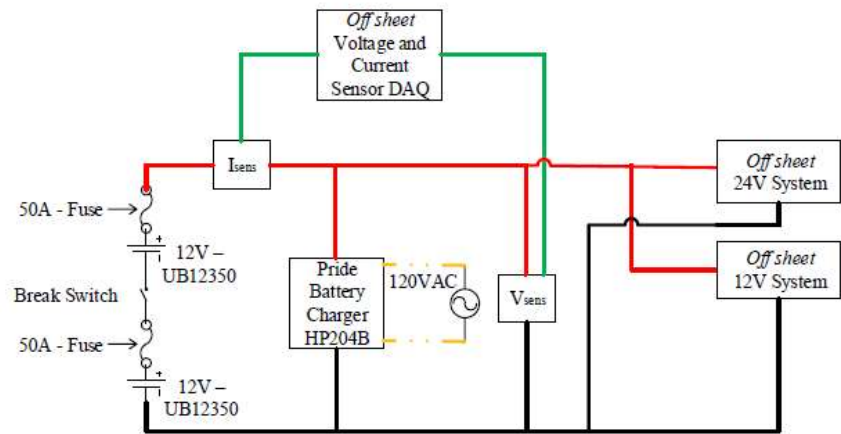 Off sheet
Voltage and
Current
Sensor DAQ
Isens
Off sheet
24V System
50A - Fuse
12V –
UB12350
Pride
Battery
Charger
HP204B
120VAC
Off sheet
12V System
Break Switch
Vsens
50A - Fuse
12V –
UB12350